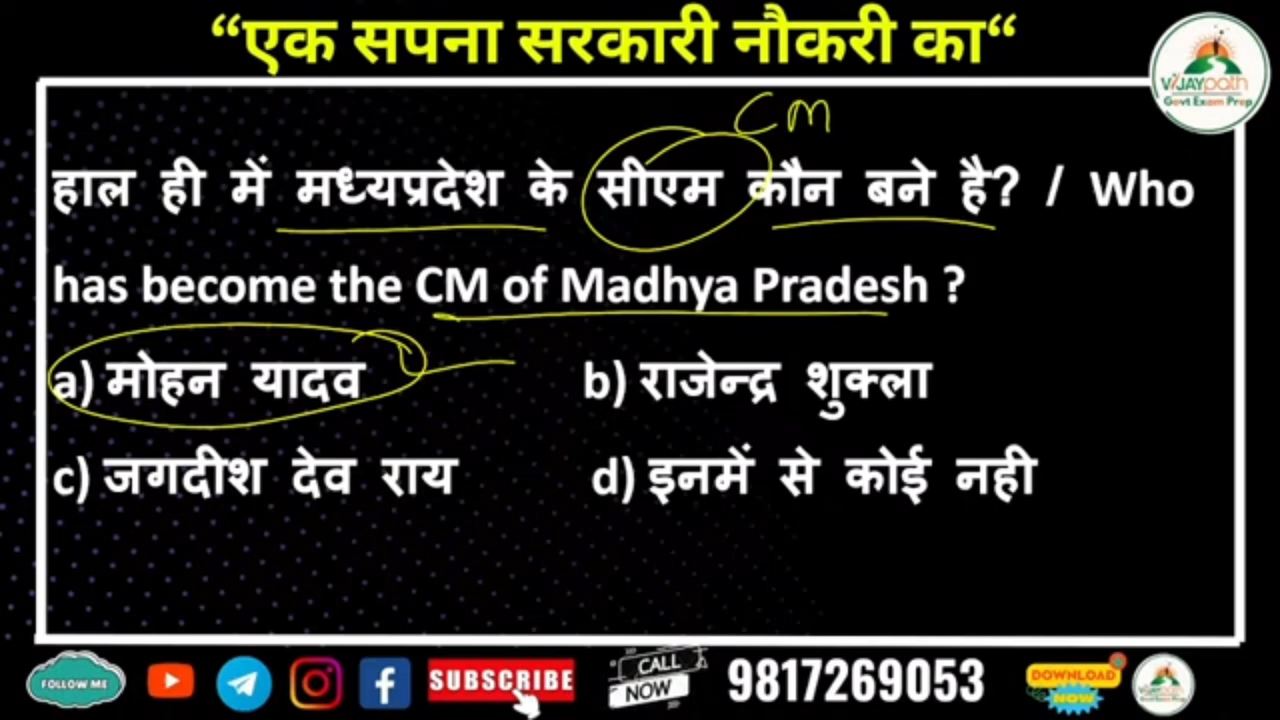 “एक सपना सरकारी नौकरी का“
VIJAYpath
Govt Exam Prep
CM
हाल ही में मध्यप्रदेश के सीएम कौन बने है? / Who
has become the CM of Madhya Pradesh ?
a) मोहन यादव b) राजेन्द्र शुक्ला
c) जगदीश देव राय d) इनमें से कोई नही
FOLLOW ME SUBSCRIBE CALL NOW 9817269053 DOWNLOAD NOW VIJAYpath